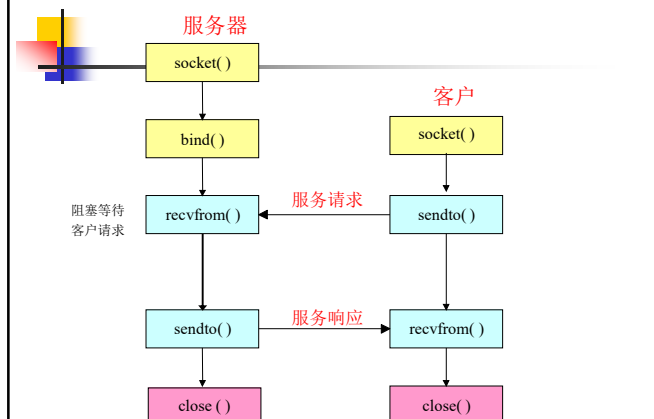 服务器
socket( )
客户
socket( )
bind( )
服务请求
阻塞等待
客户请求
recvfrom( )
sendto( )
服务响应
sendto( )
recvfrom( )
close ( )
close( )